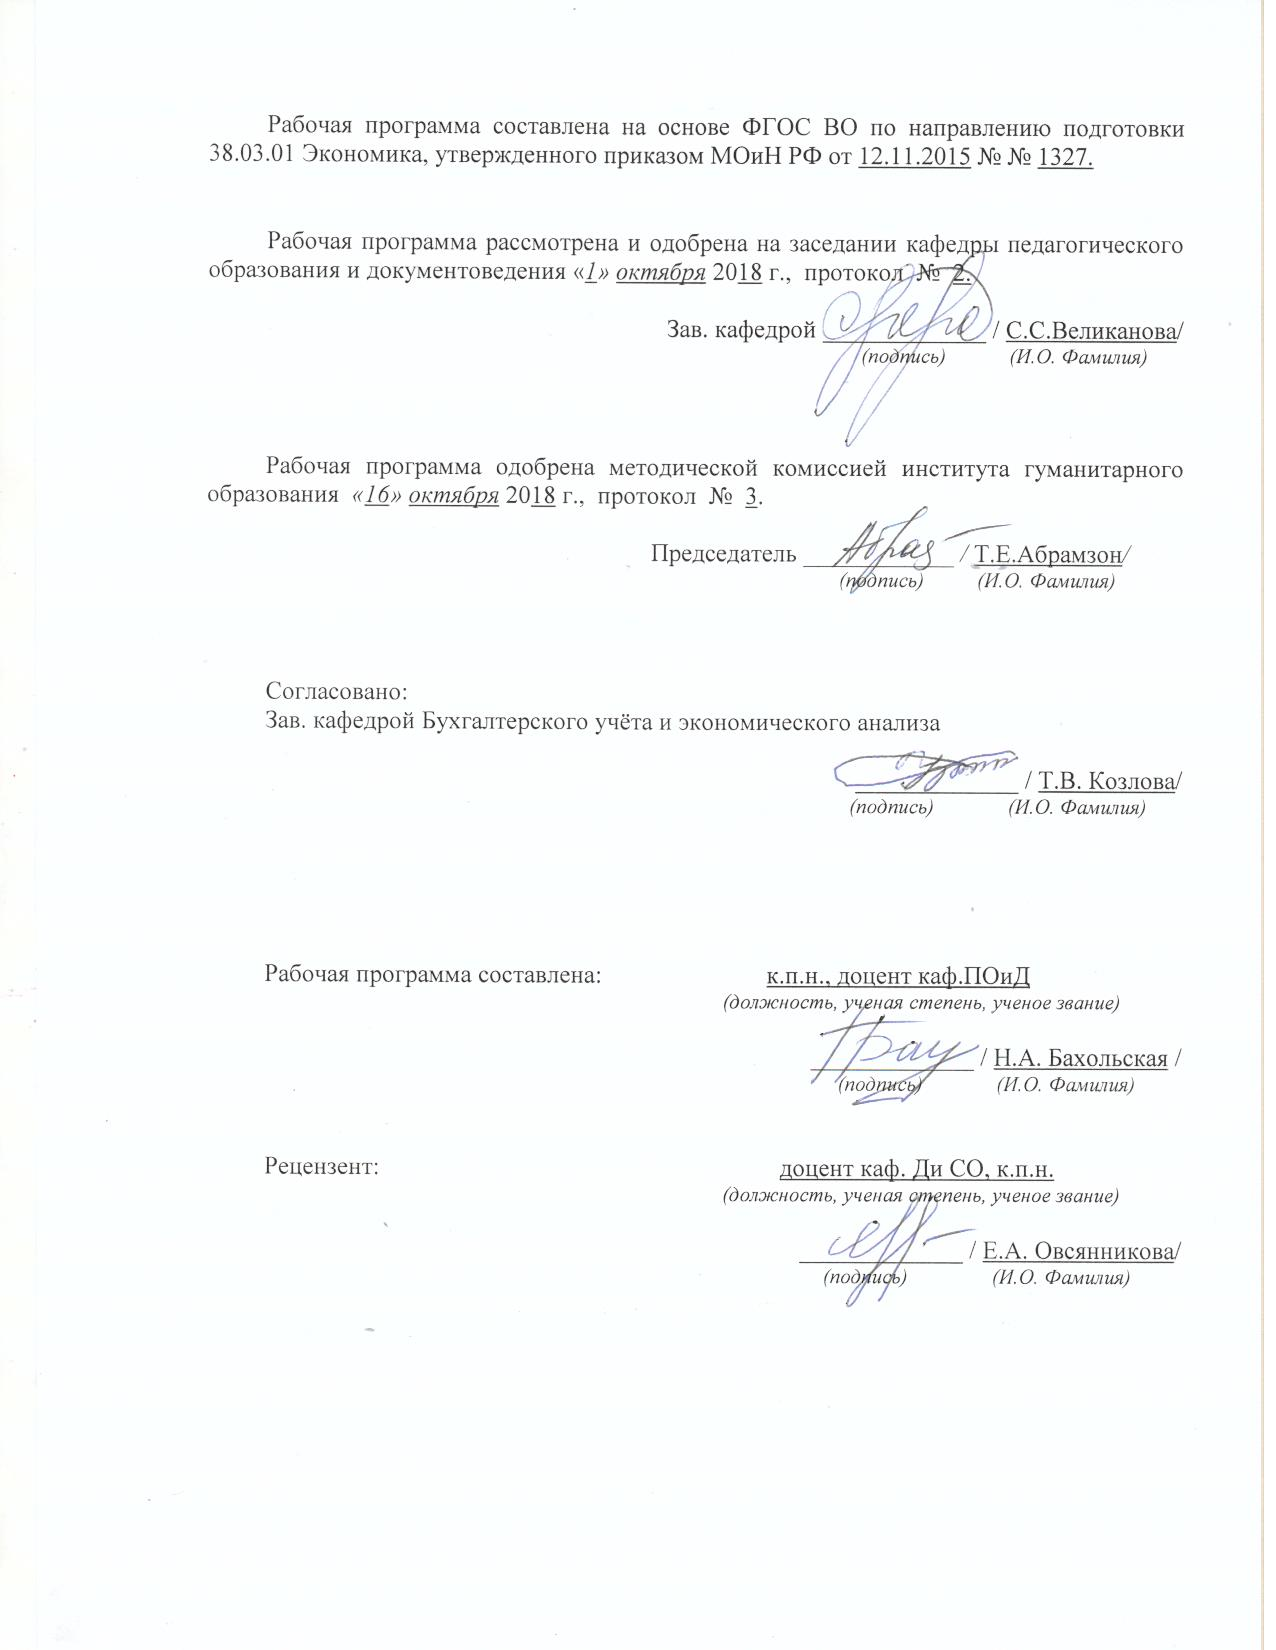 Рабочая программа составлена на основе ФГОС ВО по направлению подготовки
38.03.01 Экономика, утвержденного приказом МОиН РФ от 12.11.2015 № № 1327.
Рабочая программа рассмотрена и одобрена на заседании кафедры педагогического
образования и документоведения «1» октября 2018 г., протокол № 2.
Зав. кафедрой ____________ / С.С.Великанова/
(подпись) (И.О. Фамилия)
Рабочая программа одобрена методической комиссией института гуманитарного
образования «16» октября 2018 г., протокол № 3.
Председатель ____________ / Т.Е.Абрамзон/
(подпись) (И.О. Фамилия)
Согласовано:
Зав. кафедрой Бухгалтерского учёта и экономического анализа
____________ / Т.В. Козлова/
(подпись) (И.О. Фамилия)
Рабочая программа составлена: к.п.н., доцент каф.ПОиД
(должность, ученая степень, ученое звание)
____________ / Н.А. Бахольская /
(подпись) (И.О. Фамилия)
Рецензент: доцент каф. Ди СО, к.п.н.
(должность, ученая степень, ученое звание)
____________ / Е.А. Овсянникова/
(подпись) (И.О. Фамилия)